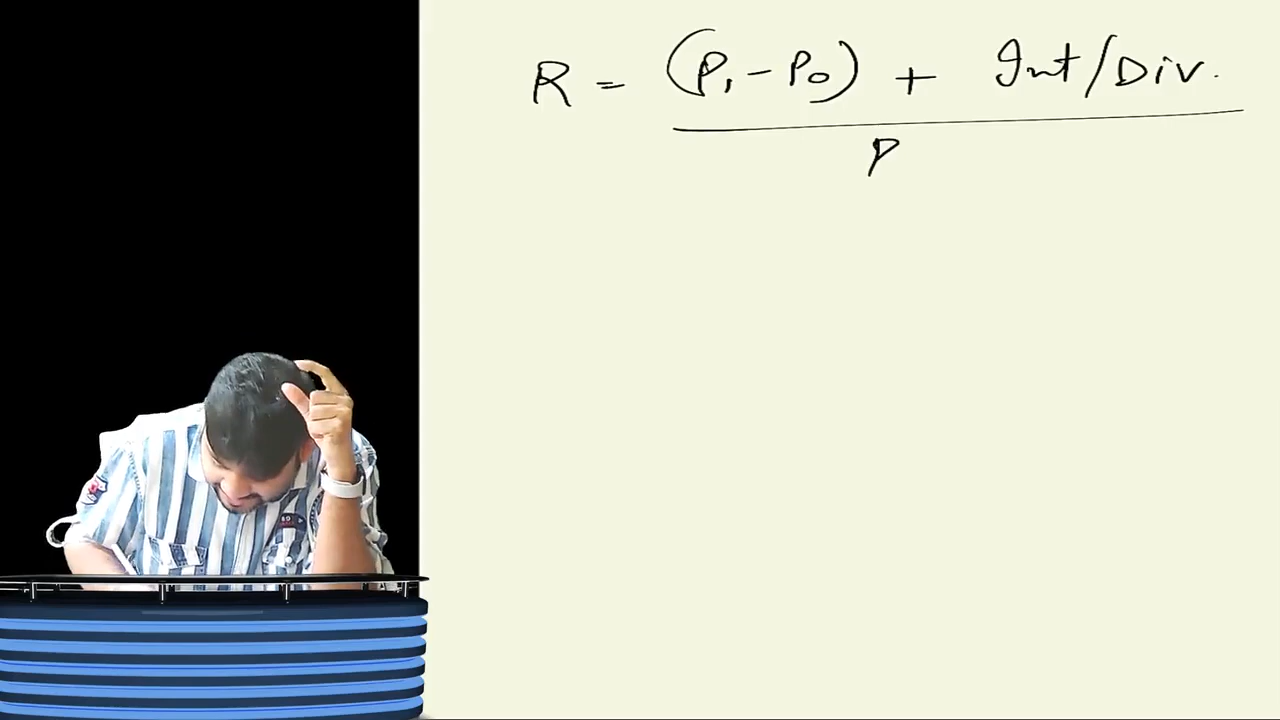 R = (P₁ - P₀) + Int/Div.
P